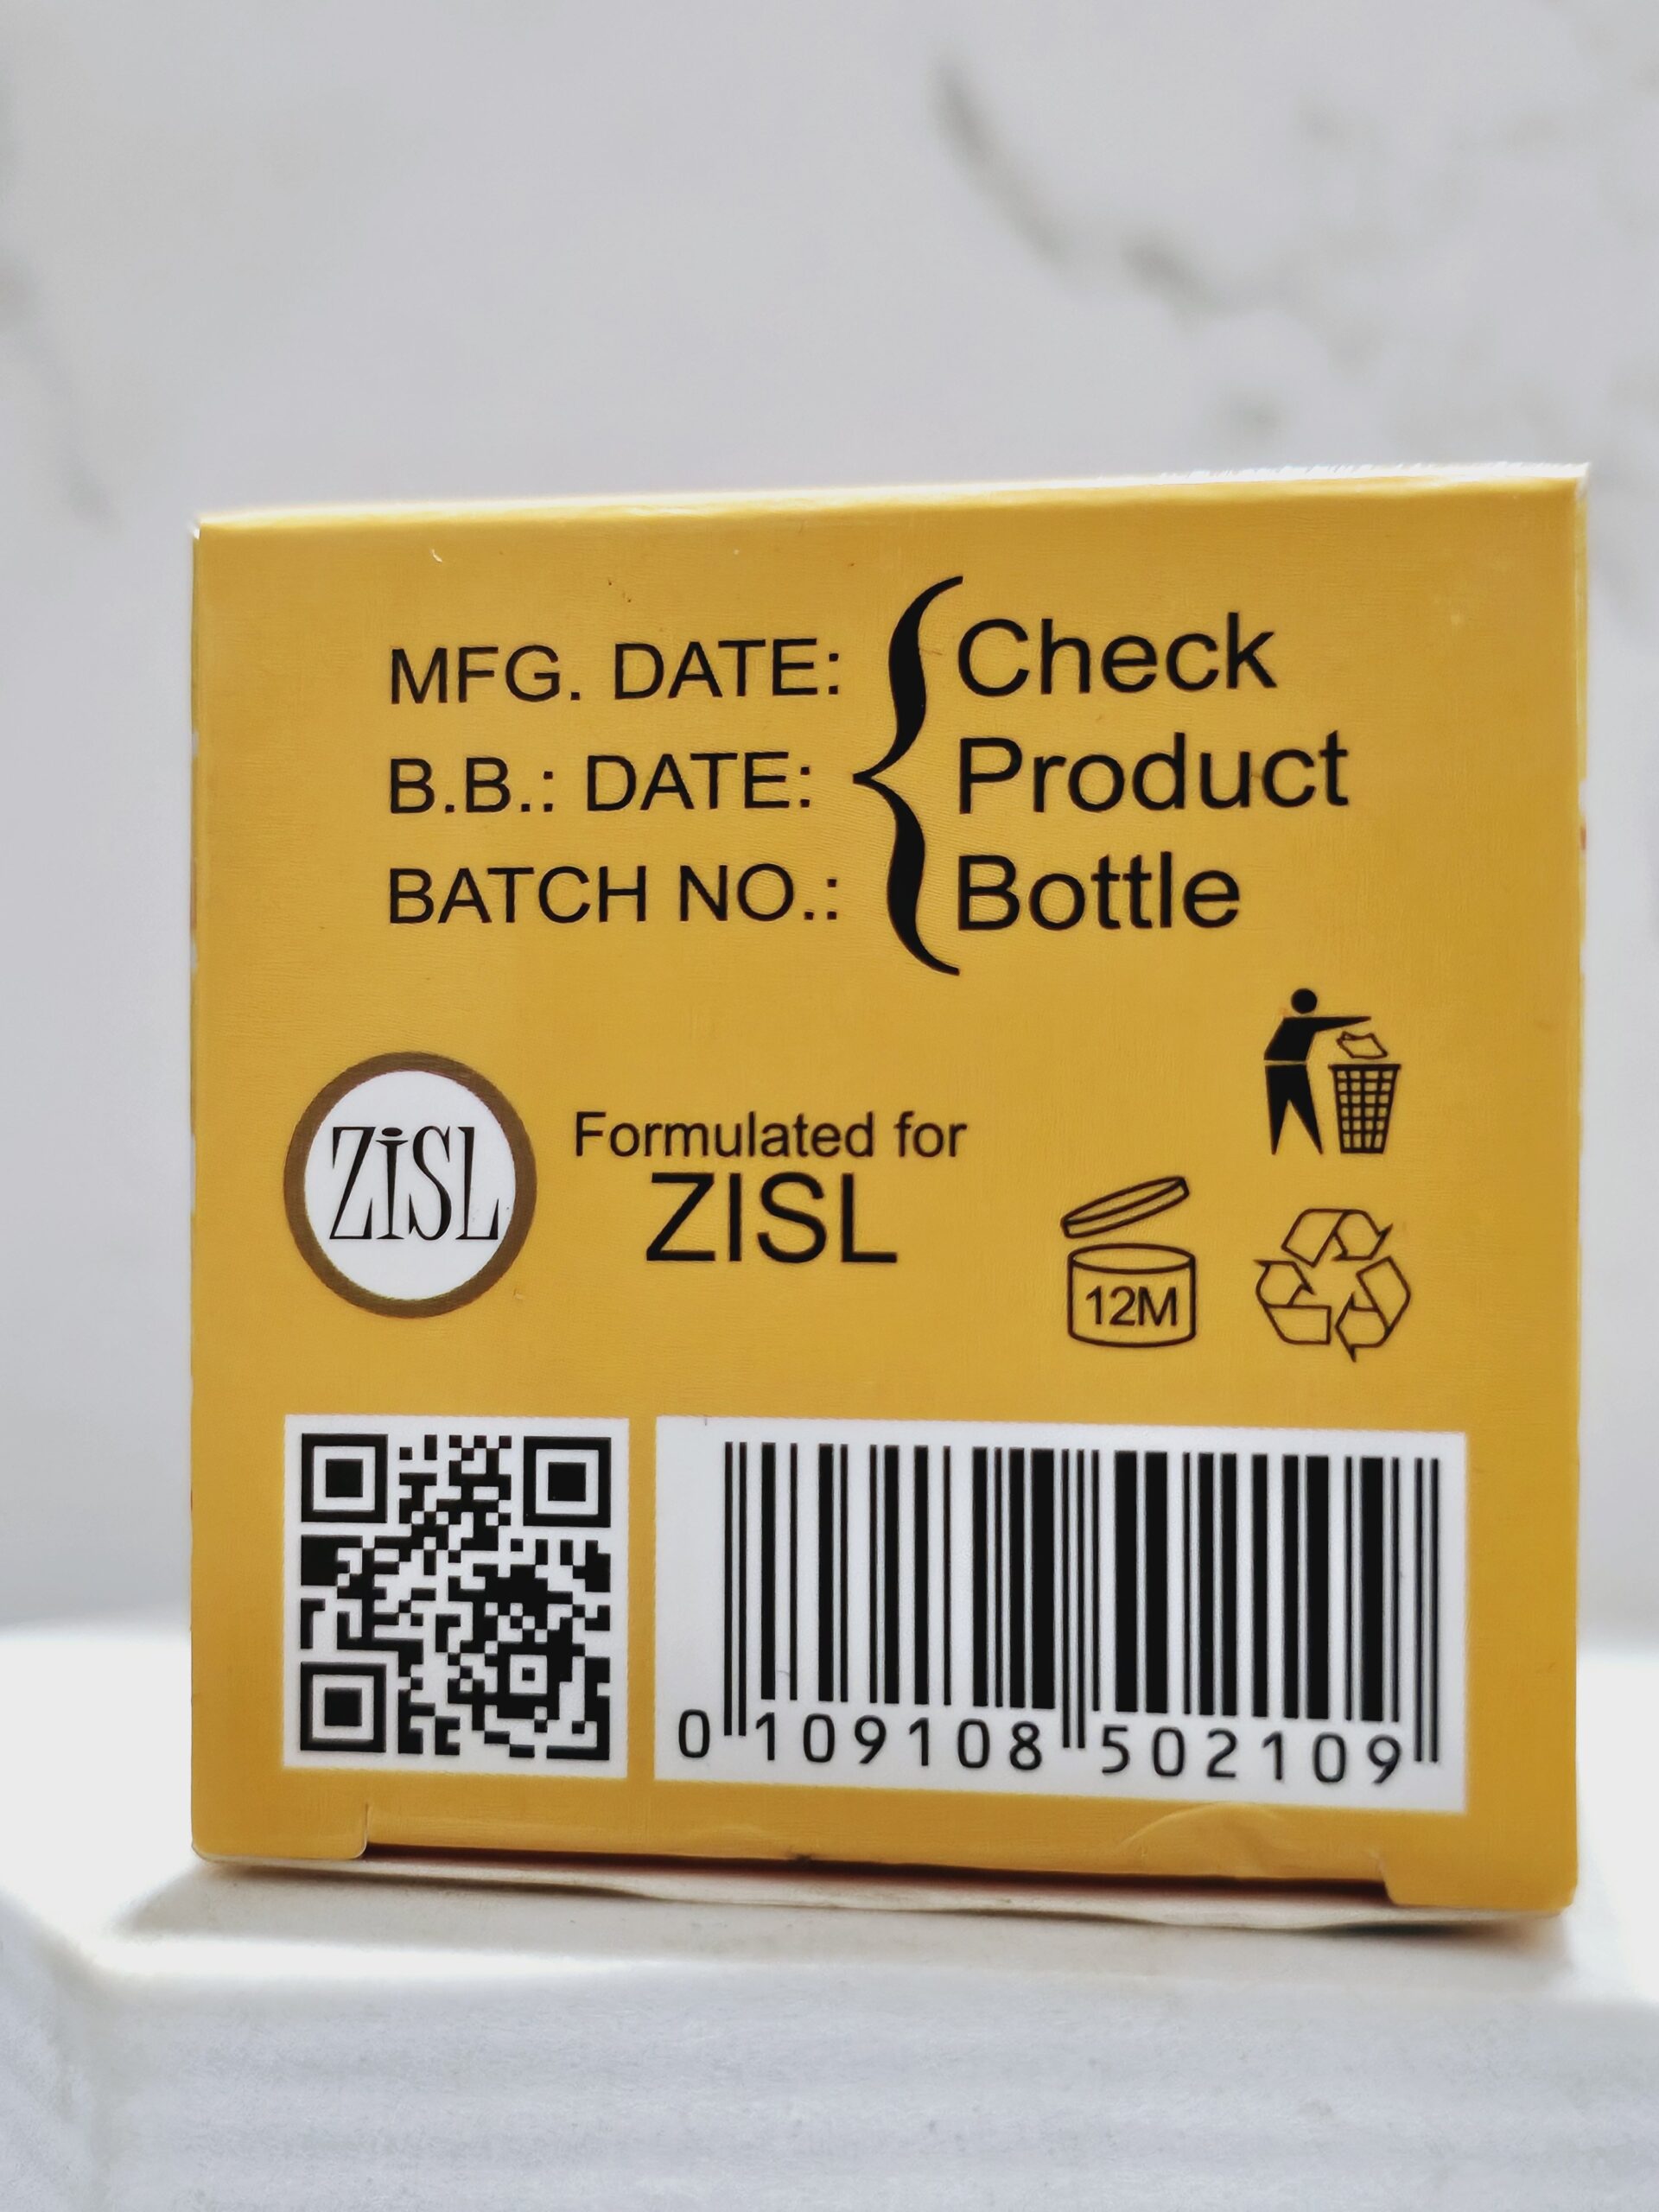 MFG. DATE:
B.B.: DATE:
BATCH NO.:
Check
Product
Bottle
ZiSL
Formulated for
ZISL
12M
0 109108 502109